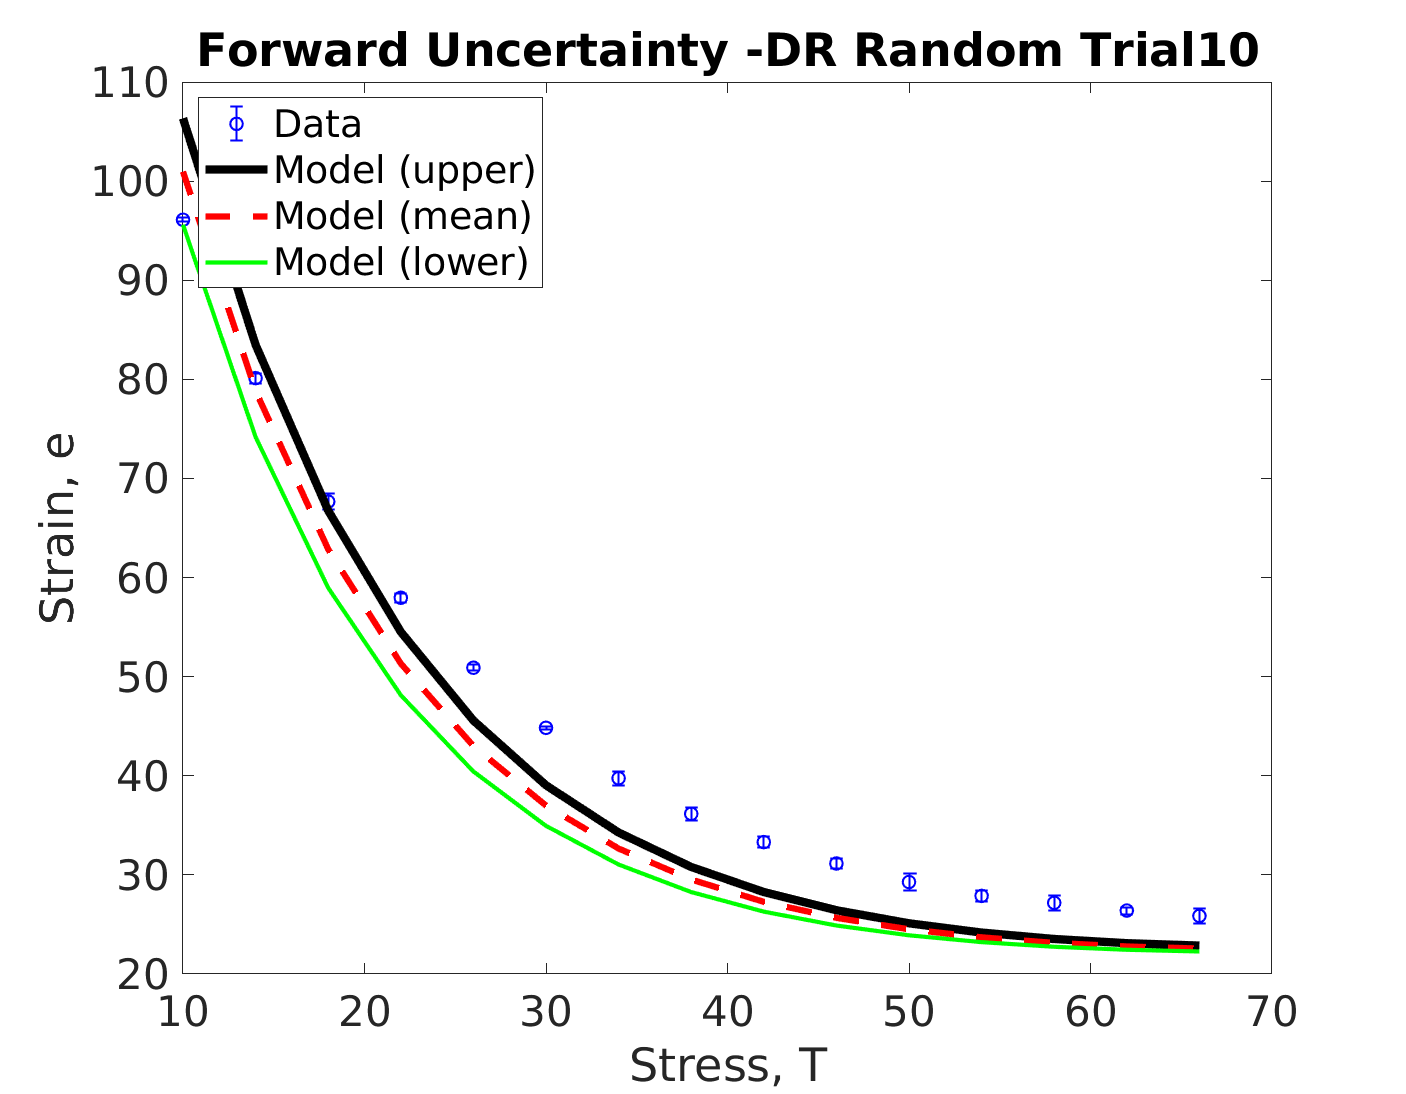 Forward Uncertainty -DR Random Trial10
110
100
90
80
70
60
50
40
30
20
Strain, e
Data
Model (upper)
Model (mean)
Model (lower)
10 20 30 40 50 60 70
Stress, T